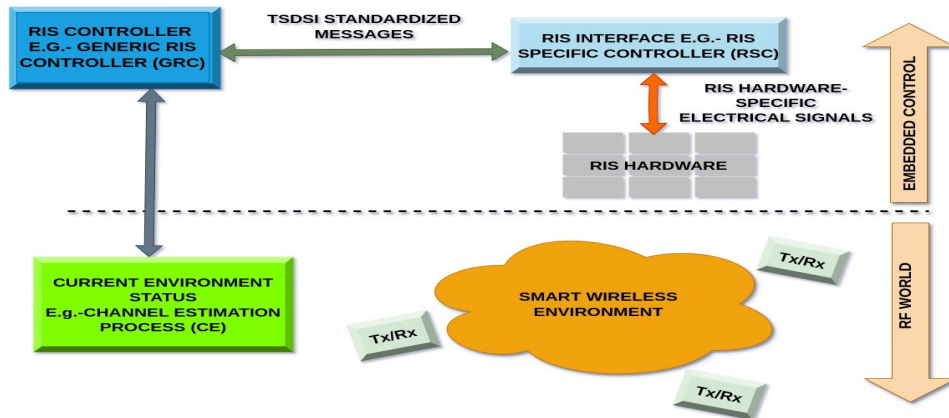 RIS CONTROLLER
E.G.- GENERIC RIS
CONTROLLER (GRC)
TSDSI STANDARDIZED
MESSAGES
RIS INTERFACE E.G.- RIS
SPECIFIC CONTROLLER (RSC)
RIS HARDWARE-
SPECIFIC
ELECTRICAL SIGNALS
RIS HARDWARE
EMBEDDED CONTROL
CURRENT ENVIRONMENT
STATUS
E.g.-CHANNEL ESTIMATION
PROCESS (CE)
SMART WIRELESS
ENVIRONMENT
Tx/Rx
Tx/Rx
Tx/Rx
RF WORLD